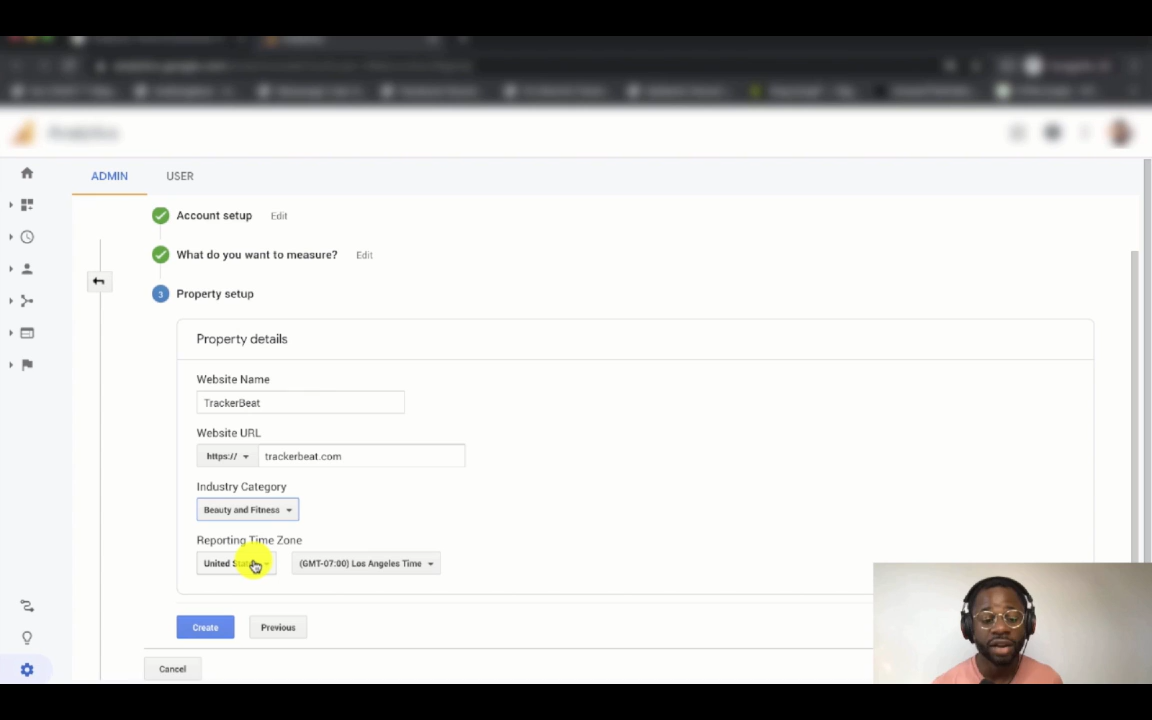 ADMIN USER
Account setup Edit
What do you want to measure? Edit
3 Property setup
Property details
Website Name
TrackerBeat
Website URL
https:// trackerbeat.com
Industry Category
Beauty and Fitness
Reporting Time Zone
United (GMT-07:00) Los Angeles Time
Create Previous
Cancel